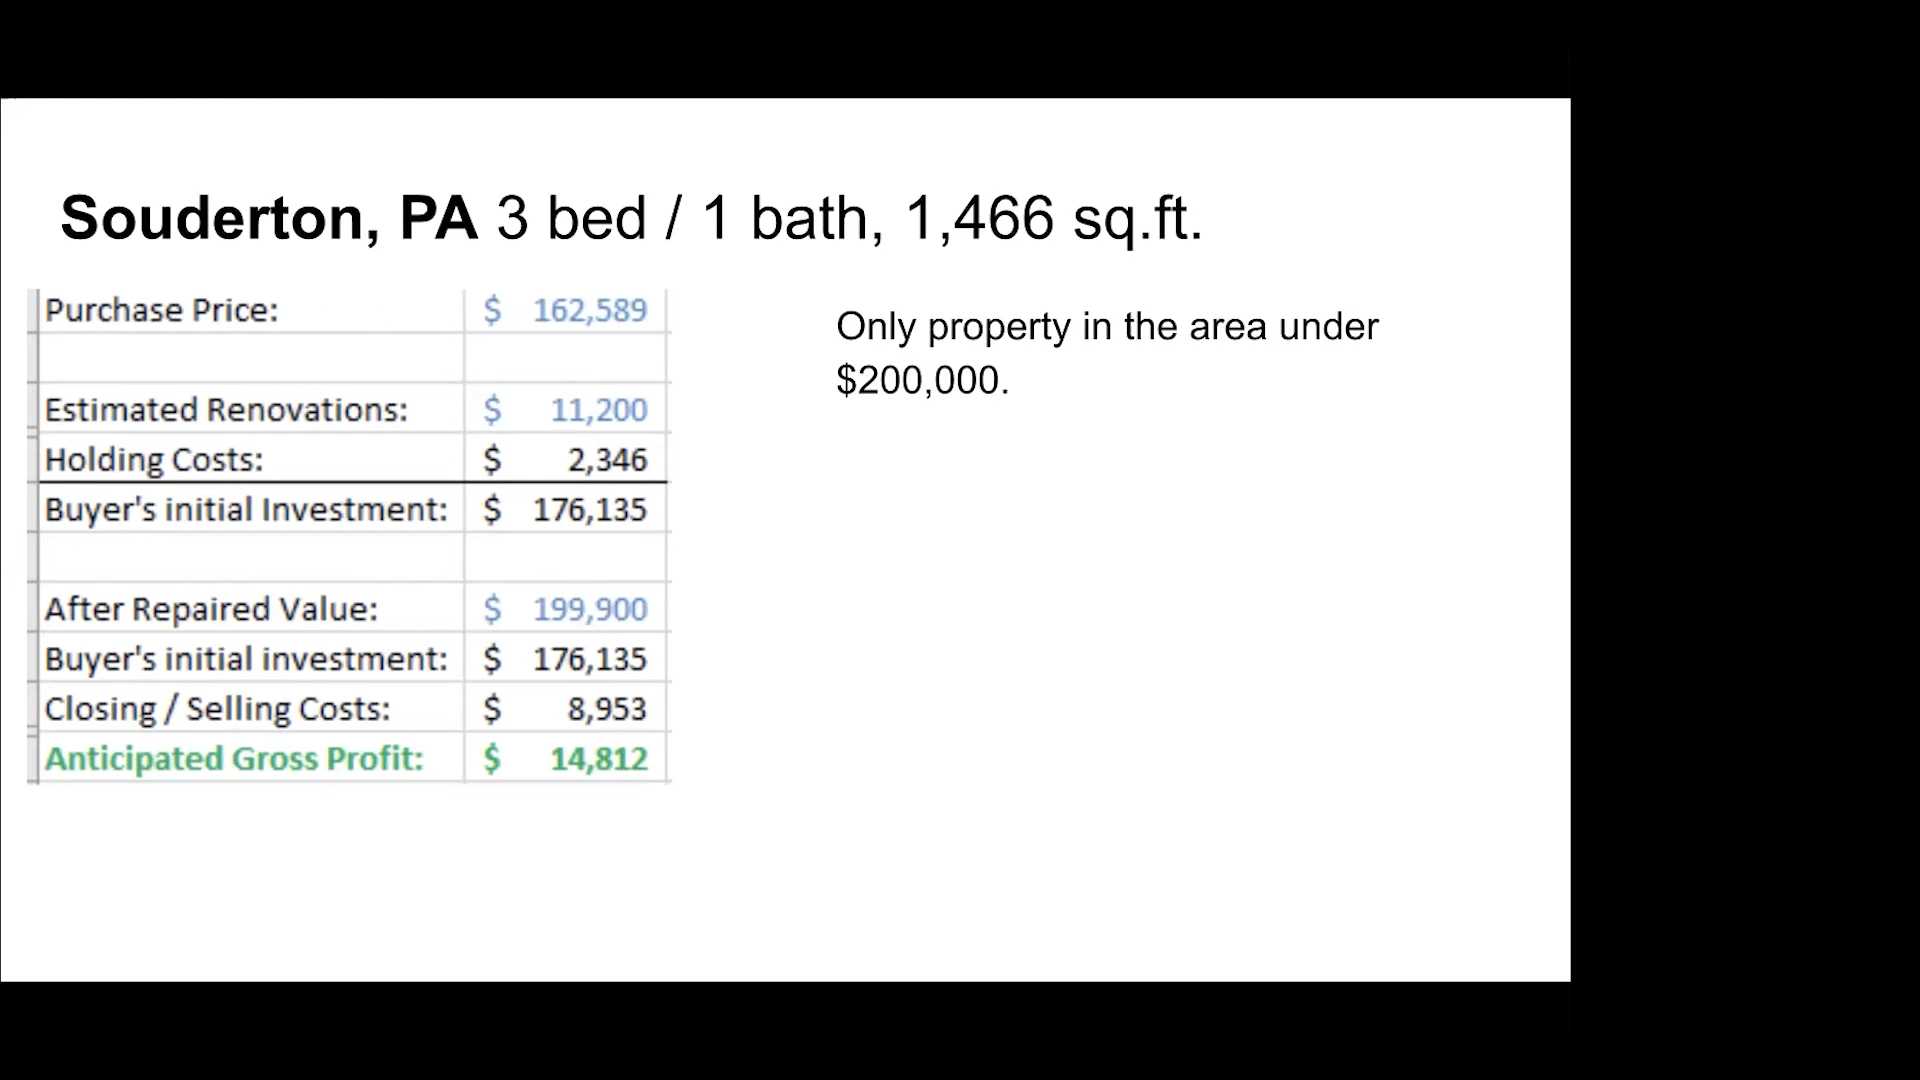 Souderton, PA 3 bed / 1 bath, 1,466 sq.ft.
Purchase Price: $ 162,589
Estimated Renovations: $ 11,200
Holding Costs: $ 2,346
Buyer's initial Investment: $ 176,135
After Repaired Value: $ 199,900
Buyer's initial investment: $ 176,135
Closing / Selling Costs: $ 8,953
Anticipated Gross Profit: $ 14,812
Only property in the area under
$200,000.